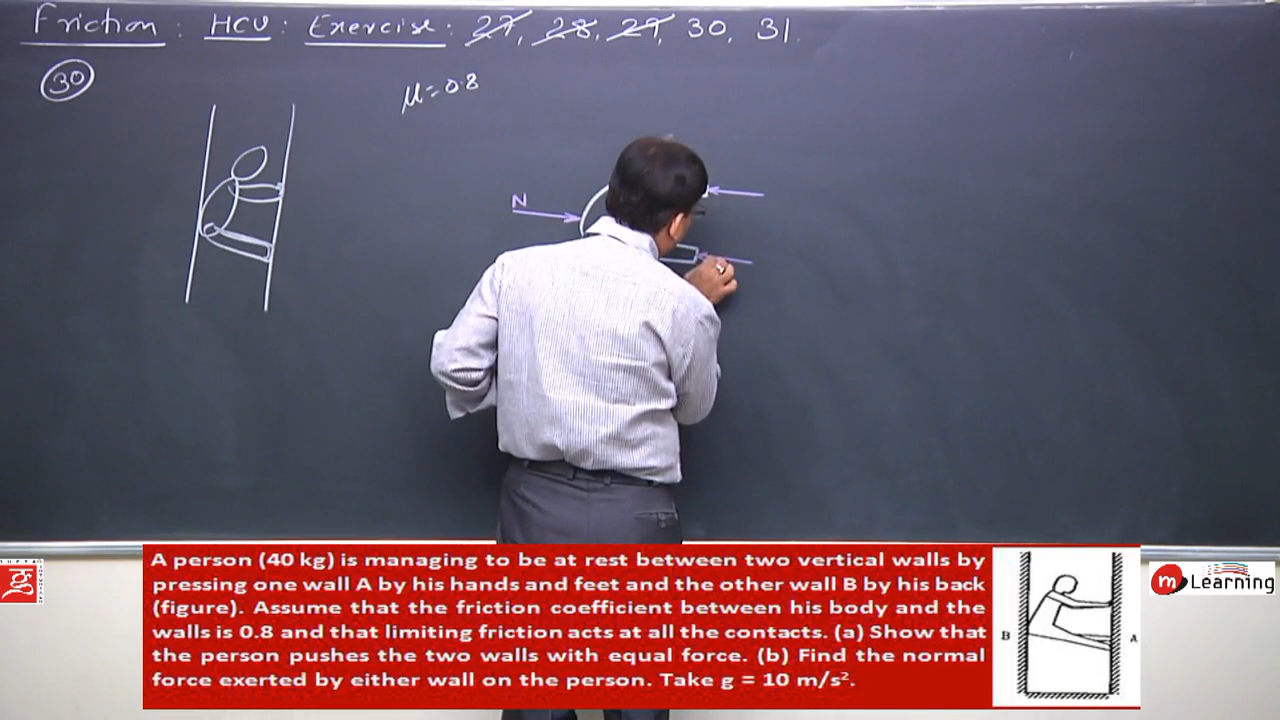 Friction : HCU : Exercise : 27, 28, 29, 30, 31.
30
μ = 0.8
N
A person (40 kg) is managing to be at rest between two vertical walls by
pressing one wall A by his hands and feet and the other wall B by his back
(figure). Assume that the friction coefficient between his body and the
walls is 0.8 and that limiting friction acts at all the contacts. (a) Show that
the person pushes the two walls with equal force. (b) Find the normal
force exerted by either wall on the person. Take g = 10 m/s².
B
A
m Learning